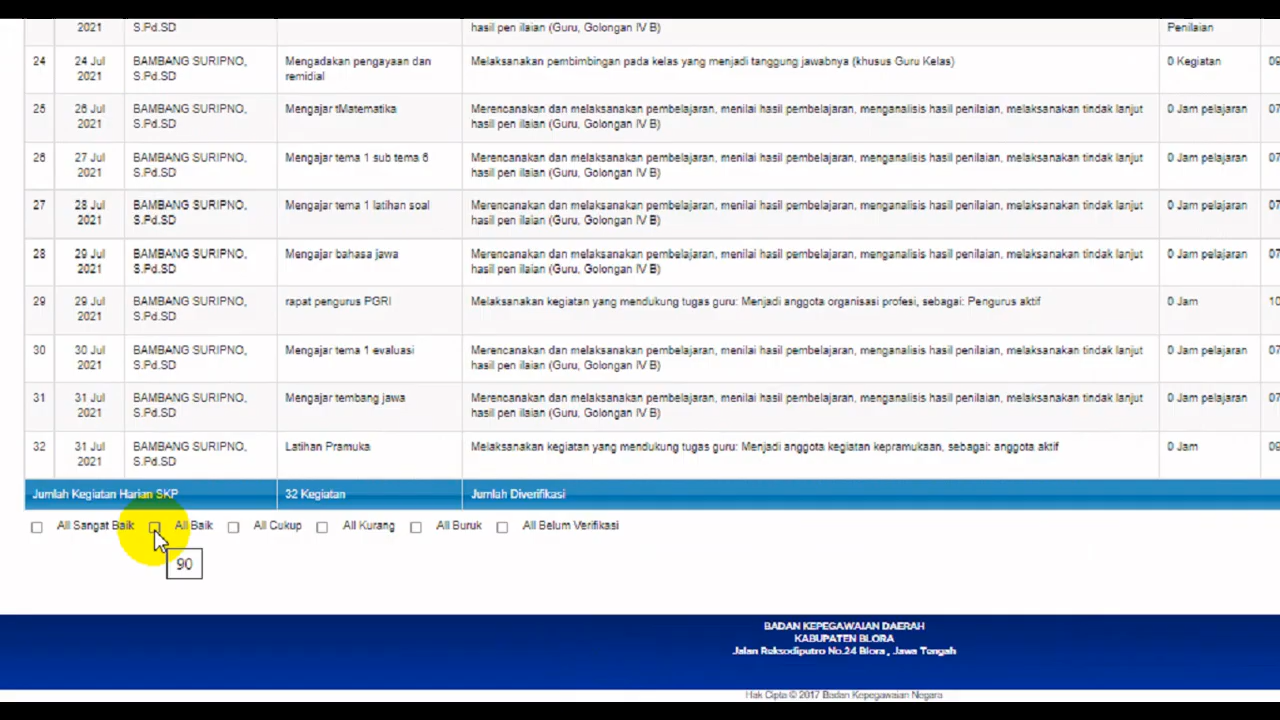 2021 S.Pd.SD hasil pen ilaian (Guru, Golongan IV B) Penilaian
24 24 Jul BAMBANG SURIPNO, Mengadakan pengayaan dan Melaksanakan pembimbingan pada kelas yang menjadi tanggung jawabnya (khusus Guru Kelas) 0 Kegiatan 09
2021 S.Pd.SD remidial
25 26 Jul BAMBANG SURIPNO, Mengajar tMatematika Merencanakan dan melaksanakan pembelajaran, menilai hasil pembelajaran, menganalisis hasil penilaian, melaksanakan tindak lanjut 0 Jam pelajaran 07
2021 S.Pd.SD hasil pen ilaian (Guru, Golongan IV B)
26 27 Jul BAMBANG SURIPNO, Mengajar tema 1 sub tema 6 Merencanakan dan melaksanakan pembelajaran, menilai hasil pembelajaran, menganalisis hasil penilaian, melaksanakan tindak lanjut 0 Jam pelajaran 07
2021 S.Pd.SD hasil pen ilaian (Guru, Golongan IV B)
27 28 Jul BAMBANG SURIPNO, Mengajar tema 1 latihan soal Merencanakan dan melaksanakan pembelajaran, menilai hasil pembelajaran, menganalisis hasil penilaian, melaksanakan tindak lanjut 0 Jam pelajaran 07
2021 S.Pd.SD hasil pen ilaian (Guru, Golongan IV B)
28 29 Jul BAMBANG SURIPNO, Mengajar bahasa jawa Merencanakan dan melaksanakan pembelajaran, menilai hasil pembelajaran, menganalisis hasil penilaian, melaksanakan tindak lanjut 0 Jam pelajaran 07
2021 S.Pd.SD hasil pen ilaian (Guru, Golongan IV B)
29 29 Jul BAMBANG SURIPNO, rapat pengurus PGRI Melaksanakan kegiatan yang mendukung tugas guru: Menjadi anggota organisasi profesi, sebagai: Pengurus aktif 0 Jam 10
2021 S.Pd.SD
30 30 Jul BAMBANG SURIPNO, Mengajar tema 1 evaluasi Merencanakan dan melaksanakan pembelajaran, menilai hasil pembelajaran, menganalisis hasil penilaian, melaksanakan tindak lanjut 0 Jam pelajaran 07
2021 S.Pd.SD hasil pen ilaian (Guru, Golongan IV B)
31 31 Jul BAMBANG SURIPNO, Mengajar tembang jawa Merencanakan dan melaksanakan pembelajaran, menilai hasil pembelajaran, menganalisis hasil penilaian, melaksanakan tindak lanjut 0 Jam pelajaran 07
2021 S.Pd.SD hasil pen ilaian (Guru, Golongan IV B)
32 31 Jul BAMBANG SURIPNO, Latihan Pramuka Melaksanakan kegiatan yang mendukung tugas guru: Menjadi anggota kegiatan kepramukaan, sebagai: anggota aktif 0 Jam 09
2021 S.Pd.SD
Jumlah Kegiatan Harian SKP 32 Kegiatan Jumlah Diverifikasi
All Sangat Baik All Baik All Cukup All Kurang All Buruk All Belum Verifikasi
90
BADAN KEPEGAWAIAN DAERAH
KABUPATEN BLORA
Jalan Reksodiputro No.24 Blora , Jawa Tengah
Hak Cipta © 2017 Badan Kepegawaian Negara